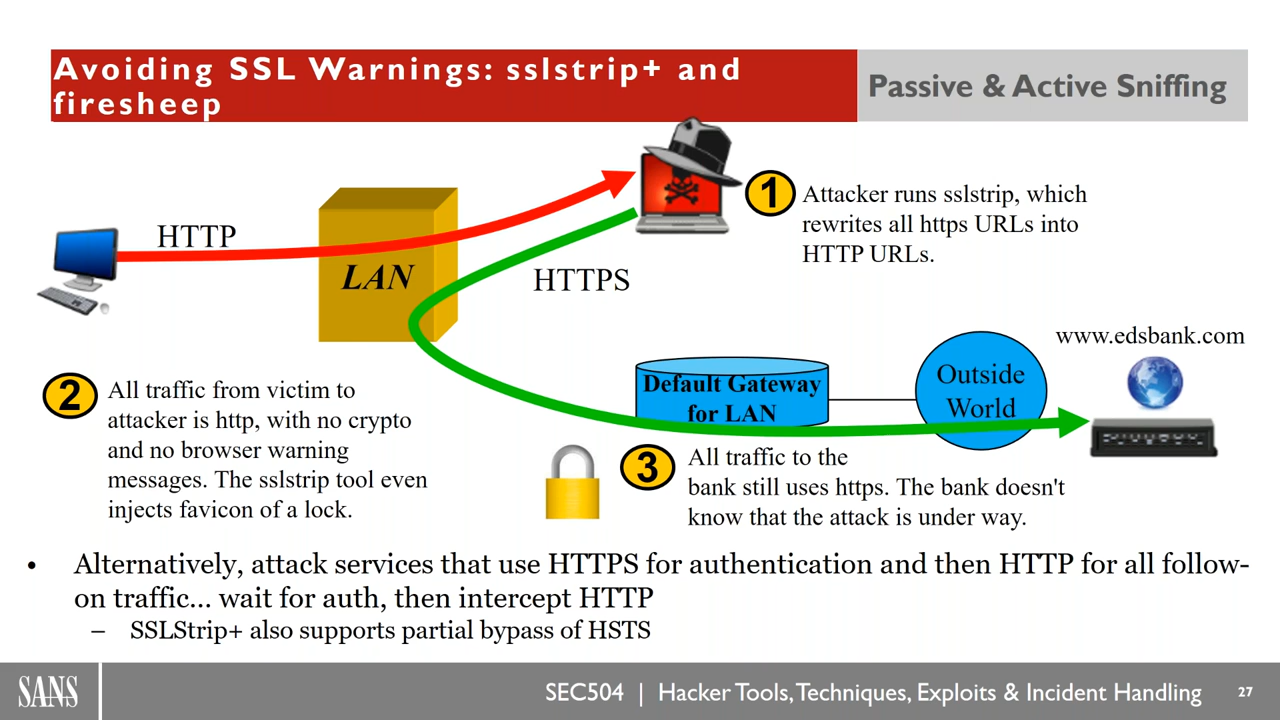 Avoiding SSL Warnings: sslstrip+ and
firesheep
Passive & Active Sniffing
1
Attacker runs sslstrip, which
rewrites all https URLs into
HTTP URLs.
HTTP
LAN
HTTPS
www.edsbank.com
Default Gateway
for LAN
Outside
World
2
All traffic from victim to
attacker is http, with no crypto
and no browser warning
messages. The sslstrip tool even
injects favicon of a lock.
3
All traffic to the
bank still uses https. The bank doesn't
know that the attack is under way.
• Alternatively, attack services that use HTTPS for authentication and then HTTP for all follow-
on traffic... wait for auth, then intercept HTTP
– SSLStrip+ also supports partial bypass of HSTS
SANS
SEC504 | Hacker Tools, Techniques, Exploits & Incident Handling
27